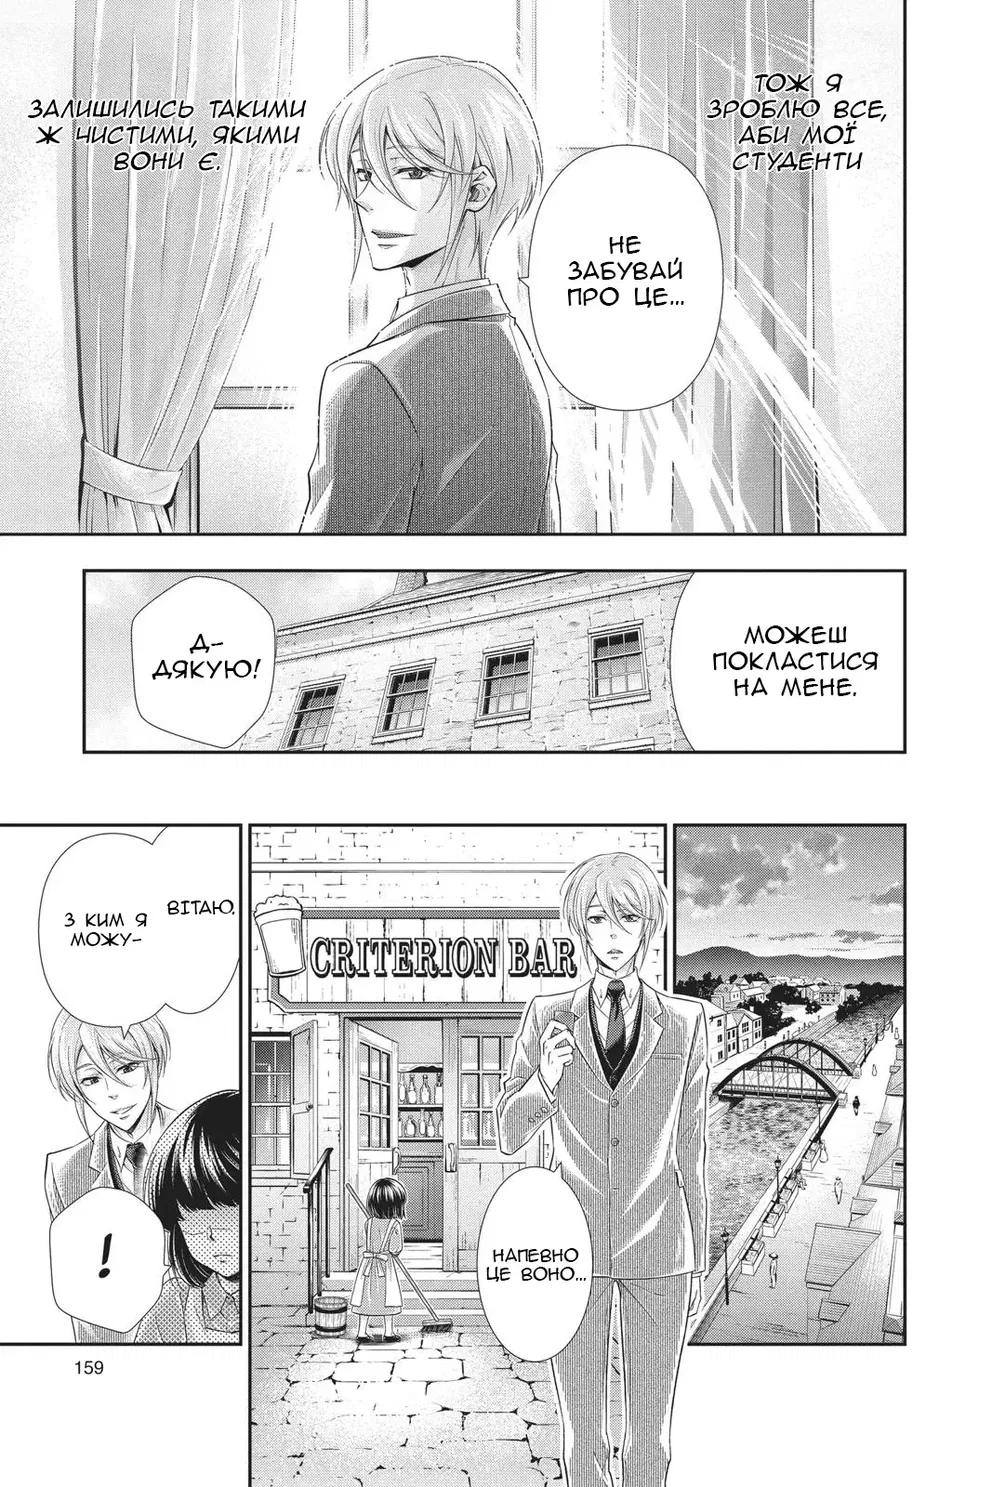 ТОЖ Я
ЗРОБЛЮ ВСЕ,
АБИ МОЇ
СТУДЕНТИ
НЕ
ЗАБУВАЙ
ПРО ЦЕ...
ЗАЛИШИЛИСЬ ТАКИМИ
Ж ЧИСТИМИ, ЯКИМИ
ВОНИ Є.
МОЖЕШ
ПОКЛАСТИСЯ
НА МЕНЕ.
Д-
ДЯКУЮ!
CRITERION BAR
НАПЕВНО
ЦЕ ВОНО...
ВІТАЮ.
З КИМ Я
МОЖУ-
!
159